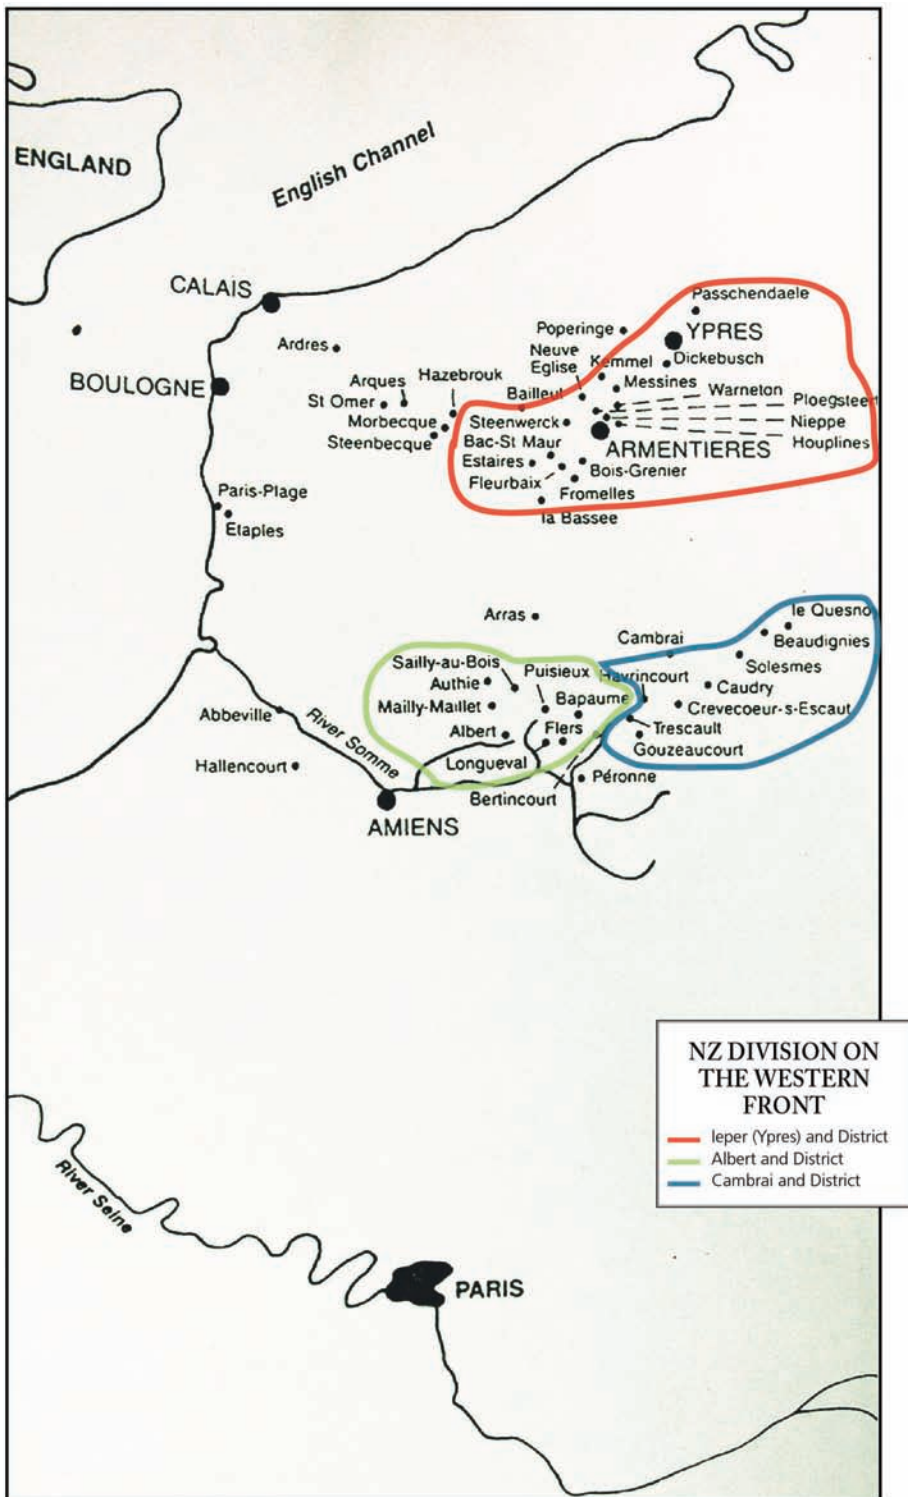 ENGLAND
English Channel
CALAIS
BOULOGNE
Ardres
Arques
St Omer
Hazebrouk
Morbecque
Steenbecque
Paris-Plage
Etaples
Passchendaele
Poperinge
YPRES
Neuve
Eglise
Kemmel
Dickebusch
Messines
Bailleul
Warneton
Ploegsteert
Steenwerck
Nieppe
Bac-St Maur
ARMENTIERES
Houplines
Estaires
Bois-Grenier
Fleurbaix
Fromelles
la Bassee
Arras
le Quesnoy
Cambrai
Beaudignies
Sailly-au-Bois
Puisieux
Havrincourt
Solesmes
Authie
Bapaume
Caudry
Mailly-Maillet
Crevecoeur-s-Escaut
Abbeville
River Somme
Albert
Flers
Trescault
Gouzeaucourt
Hallencourt
Longueval
Péronne
Bertincourt
AMIENS
NZ DIVISION ON
THE WESTERN
FRONT
Ieper (Ypres) and District
Albert and District
Cambrai and District
River Seine
PARIS